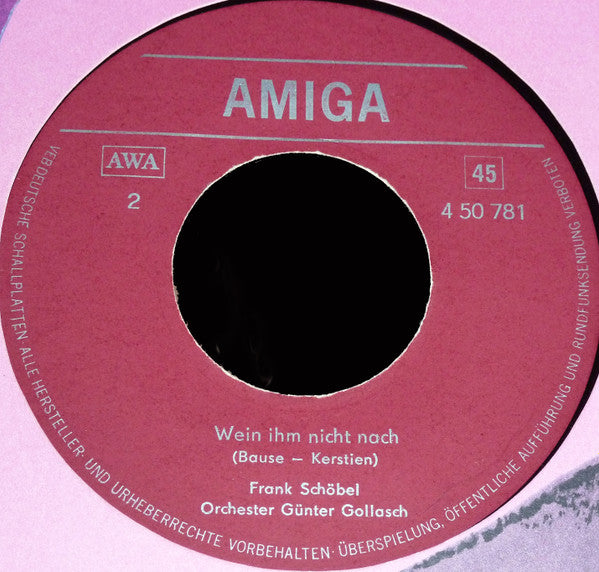 AMIGA
AWA
45
2
4 50 781
Wein ihm nicht nach
(Bause – Kerstien)
Frank Schöbel
Orchester Günter Gollasch
VEB DEUTSCHE SCHALLPLATTEN · ALLE HERSTELLER- UND URHEBERRECHTE VORBEHALTEN · ÜBERSPIELUNG, ÖFFENTLICHE AUFFÜHRUNG UND RUNDFUNKSENDUNG VERBOTEN